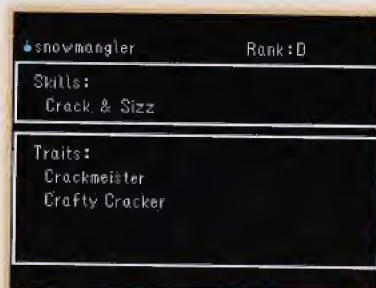 snowmangler Rank:D
Skills:
Crack & Sizz
Traits:
Crackmeister
Crafty Cracker